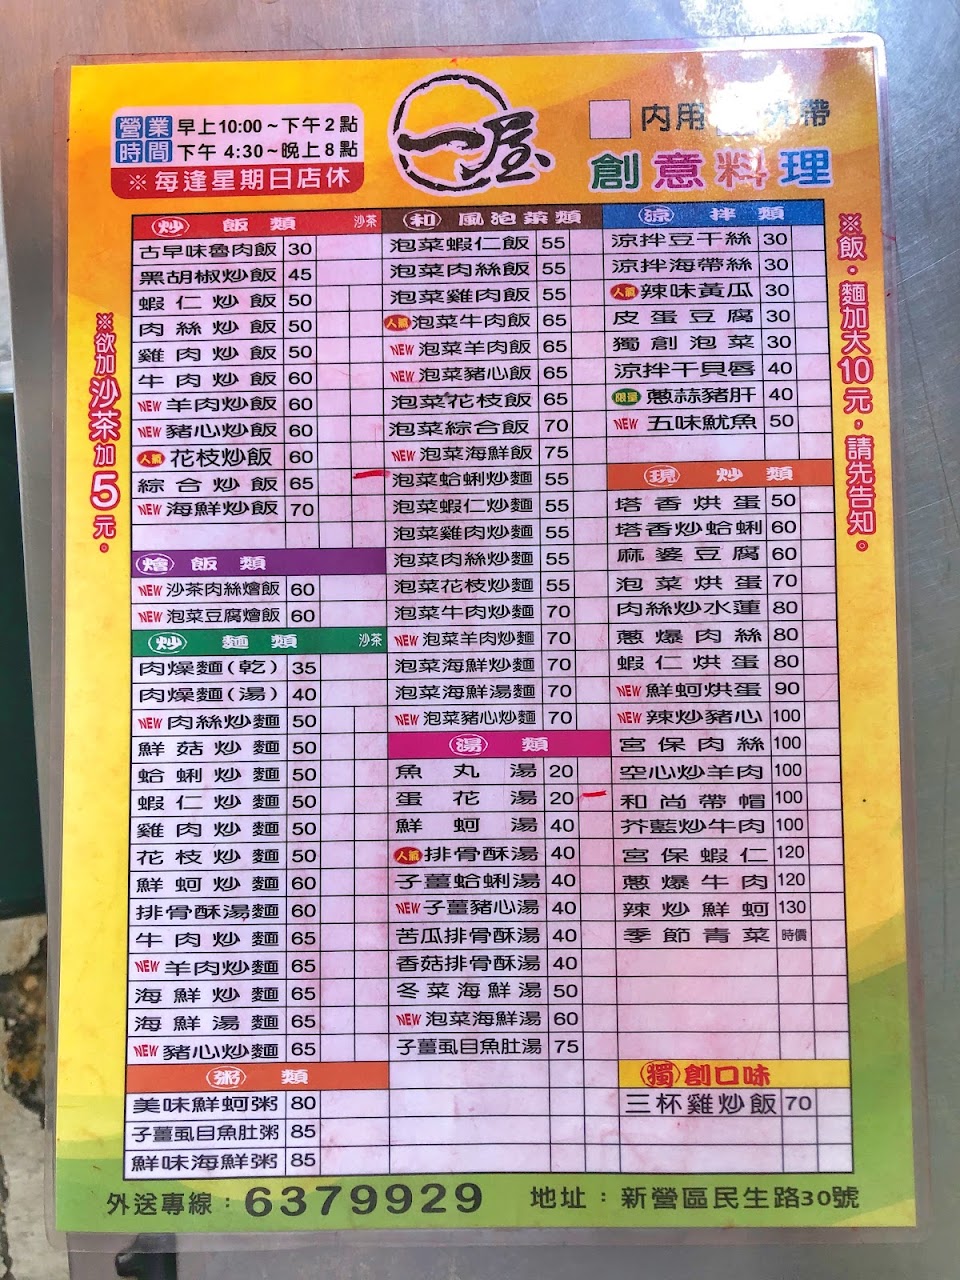 營業時間 早上10:00~下午2點
下午 4:30~晚上8點
※每逢星期日店休
一屋
內用 外帶
創意料理
※欲加沙茶加5元。
※飯·麵加大10元，請先告知。
炒飯類 沙茶
古早味魯肉飯 30
黑胡椒炒飯 45
蝦仁炒飯 50
肉絲炒飯 50
雞肉炒飯 50
牛肉炒飯 60
NEW 羊肉炒飯 60
NEW 豬心炒飯 60
人氣 花枝炒飯 60
綜合炒飯 65
NEW 海鮮炒飯 70
燴飯類
NEW 沙茶肉絲燴飯 60
NEW 泡菜豆腐燴飯 60
炒麵類 沙茶
肉燥麵(乾) 35
肉燥麵(湯) 40
NEW 肉絲炒麵 50
鮮菇炒麵 50
蛤蜊炒麵 50
蝦仁炒麵 50
雞肉炒麵 50
花枝炒麵 50
鮮蚵炒麵 60
排骨酥湯麵 60
牛肉炒麵 65
NEW 羊肉炒麵 65
海鮮炒麵 65
海鮮湯麵 65
NEW 豬心炒麵 65
粥類
美味鮮蚵粥 80
子薑虱目魚肚粥 85
鮮味海鮮粥 85
和風泡菜類
泡菜蝦仁飯 55
泡菜肉絲飯 55
泡菜雞肉飯 55
人氣 泡菜牛肉飯 65
NEW 泡菜羊肉飯 65
NEW 泡菜豬心飯 65
泡菜花枝飯 65
泡菜綜合飯 70
NEW 泡菜海鮮飯 75
泡菜蛤蜊炒麵 55
泡菜蝦仁炒麵 55
泡菜雞肉炒麵 55
泡菜肉絲炒麵 55
泡菜花枝炒麵 55
泡菜牛肉炒麵 70
NEW 泡菜羊肉炒麵 70
泡菜海鮮炒麵 70
泡菜海鮮湯麵 70
NEW 泡菜豬心炒麵 70
湯類
魚丸湯 20
蛋花湯 20
鮮蚵湯 40
人氣 排骨酥湯 40
子薑蛤蜊湯 40
NEW 子薑豬心湯 40
苦瓜排骨酥湯 40
香菇排骨酥湯 40
冬菜海鮮湯 50
NEW 泡菜海鮮湯 60
子薑虱目魚肚湯 75
涼拌類
涼拌豆干絲 30
涼拌海帶絲 30
人氣 辣味黃瓜 30
皮蛋豆腐 30
獨創泡菜 30
涼拌干貝唇 40
限量 蔥蒜豬肝 40
NEW 五味魷魚 50
現炒類
塔香烘蛋 50
塔香炒蛤蜊 60
麻婆豆腐 60
泡菜烘蛋 70
肉絲炒水蓮 80
蔥爆肉絲 80
蝦仁烘蛋 80
NEW 鮮蚵烘蛋 90
NEW 辣炒豬心 100
宮保肉絲 100
空心炒羊肉 100
和尚帶帽 100
芥藍炒牛肉 100
宮保蝦仁 120
蔥爆牛肉 120
辣炒鮮蚵 130
季節青菜 時價
獨創口味
三杯雞炒飯 70
外送專線：6379929 地址：新營區民生路30號